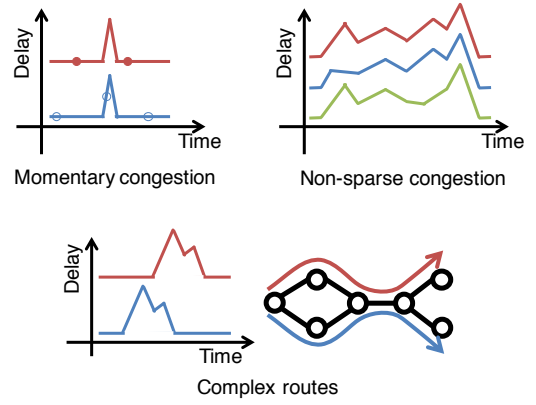 Delay
Time
Momentary congestion
Delay
Time
Non-sparse congestion
Delay
Time
Complex routes